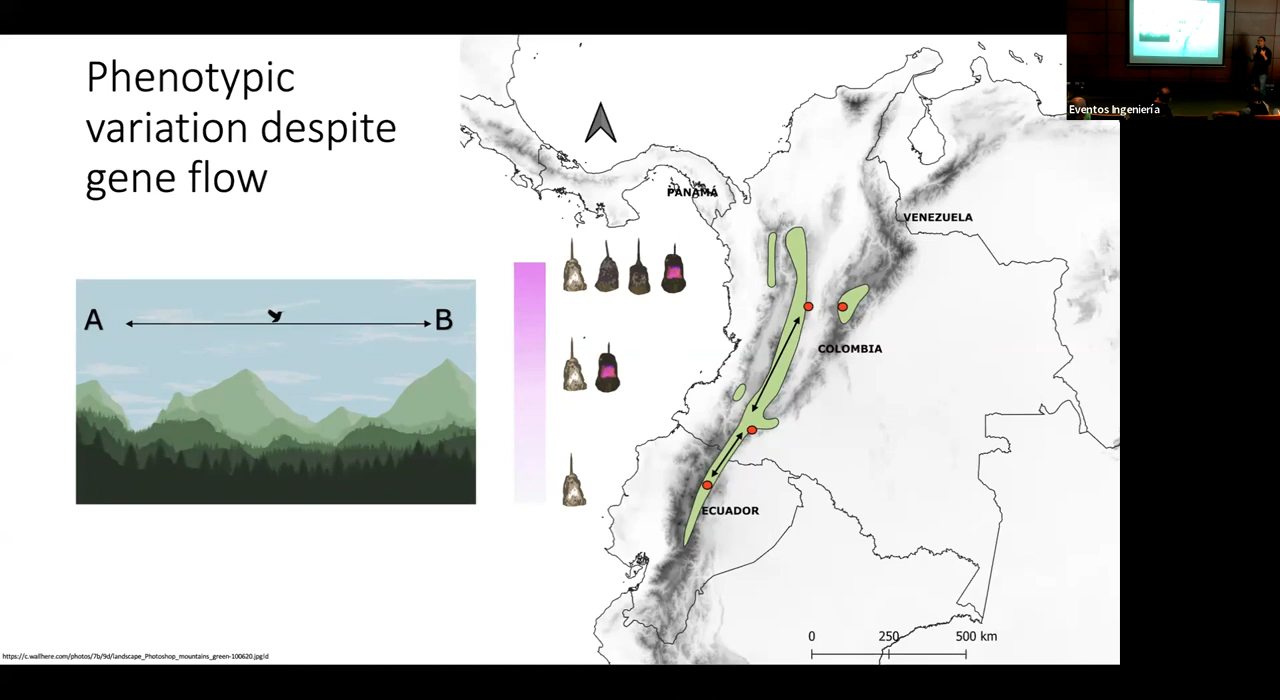 Phenotypic
variation despite
gene flow
A
B
PANAMÁ
VENEZUELA
COLOMBIA
ECUADOR
0 250 500 km
https://c.wallhere.com/photos/7b/9d/landscape_Photoshop_mountains_green-100620.jpg!d
Eventos Ingeniería